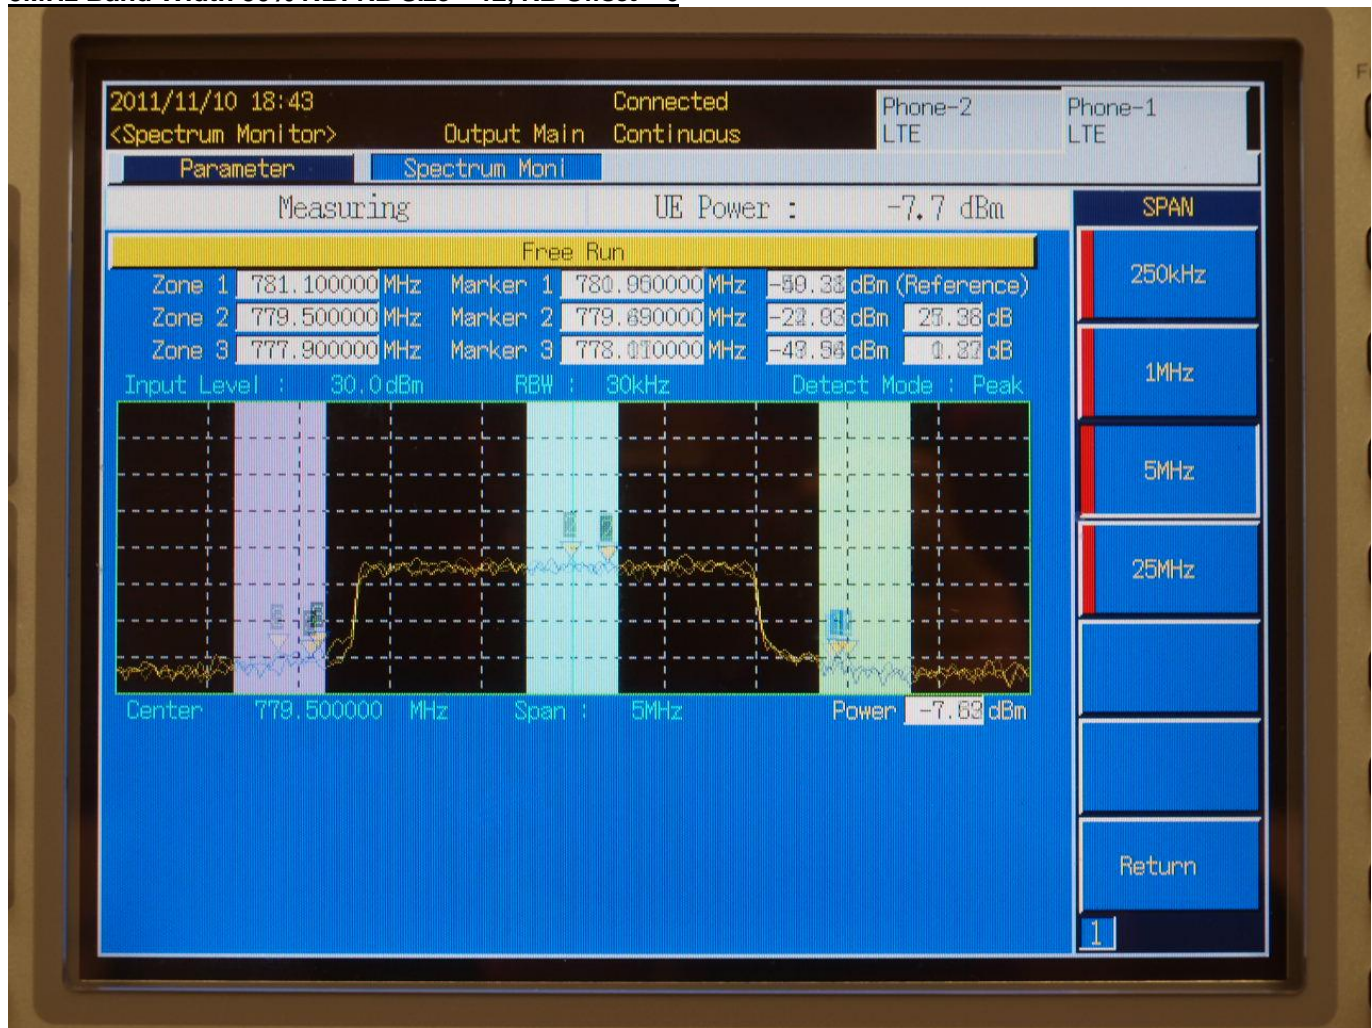 2011/11/10 18:43 Connected Phone-2 Phone-1
<Spectrum Monitor> Output Main Continuous LTE LTE
Parameter Spectrum Moni
Measuring UE Power : -7.7 dBm SPAN
Free Run
Zone 1 781.100000 MHz Marker 1 MHz dBm (Reference) 250kHz
Zone 2 779.500000 MHz Marker 2 779.690000 MHz dBm dB
Zone 3 777.900000 MHz Marker 3 MHz dBm dB
1MHz
Input Level : 30.0 dBm RBW : 30kHz Detect Mode : Peak
5MHz
25MHz
Center 779.500000 MHz Span : 5MHz Power dBm
Return
1